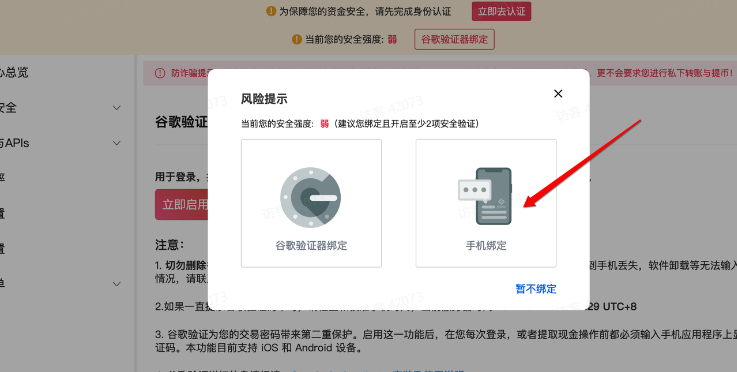 为保障您的资金安全，请先完成身份认证 立即去认证
当前您的安全强度: 弱 谷歌验证器绑定
心总览
防诈骗提 更不会要求您进行私下转账与提币！
风险提示
安全
当前您的安全强度: 弱（建议您绑定且开启至少2项安全验证）
谷歌验证
与APIs
用于登录，
立即启用
谷歌验证器绑定
手机绑定
注意：
1. 切勿删除 到手机丢失，软件卸载等无法输入
情况，请联
暂不绑定
单
2.如果一直提 29 UTC+8
3. 谷歌验证为您的交易密码带来第二重保护。启用这一功能后，在您每次登录，或者提取现金操作前都必须输入手机应用程序上显
证码。本功能目前支持 iOS 和 Android 设备。